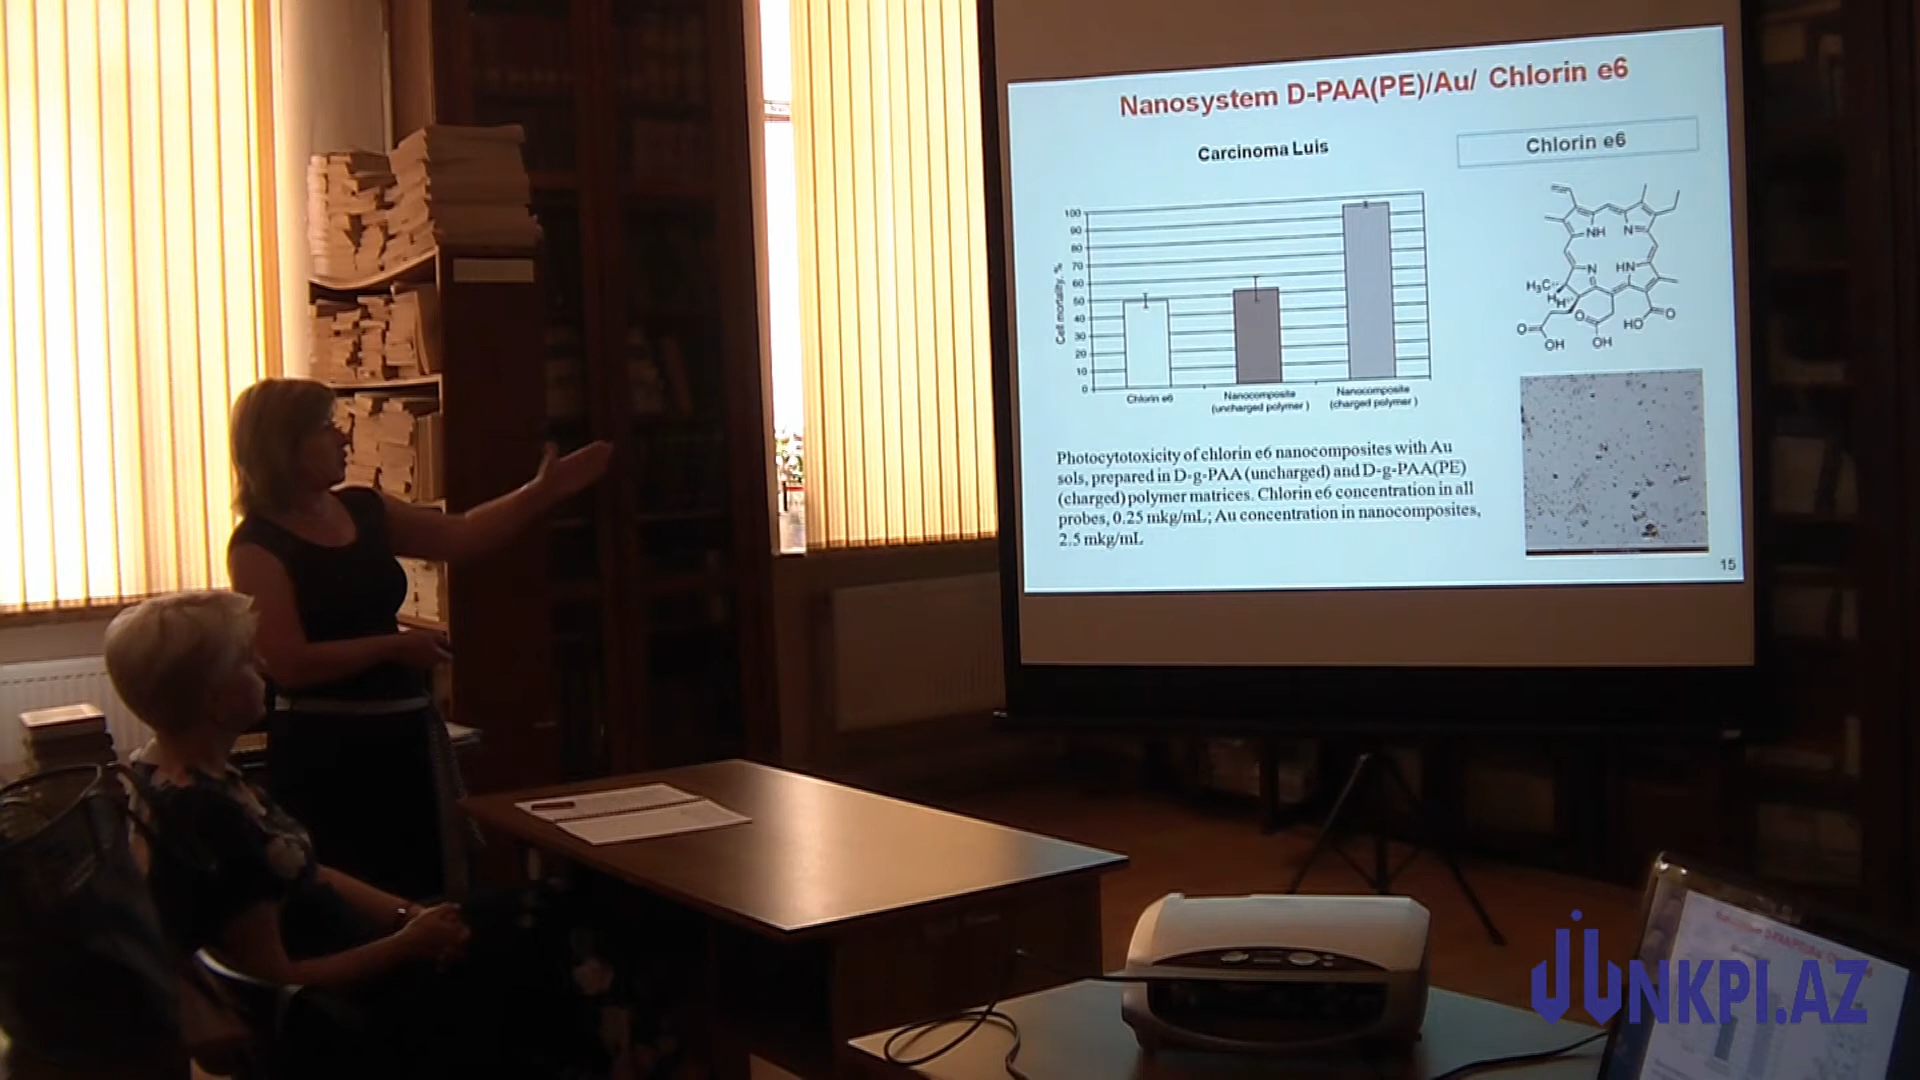 Nanosystem D-PAA(PE)/Au/ Chlorin e6
Carcinoma Luis
Chlorin e6
Cell mortality, %
100
90
80
70
60
50
40
30
20
10
0
Chlorin e6
Nanocomposite
(uncharged polymer)
Nanocomposite
(charged polymer)
NH
N
N
HN
H₃C
H
H
O
OH
O
OH
O
HO
O
Photocytotoxicity of chlorin e6 nanocomposites with Au
sols, prepared in D-g-PAA (uncharged) and D-g-PAA(PE)
(charged) polymer matrices. Chlorin e6 concentration in all
probes, 0.25 mkg/mL; Au concentration in nanocomposites,
2.5 mkg/mL
15
UNKPI.AZ